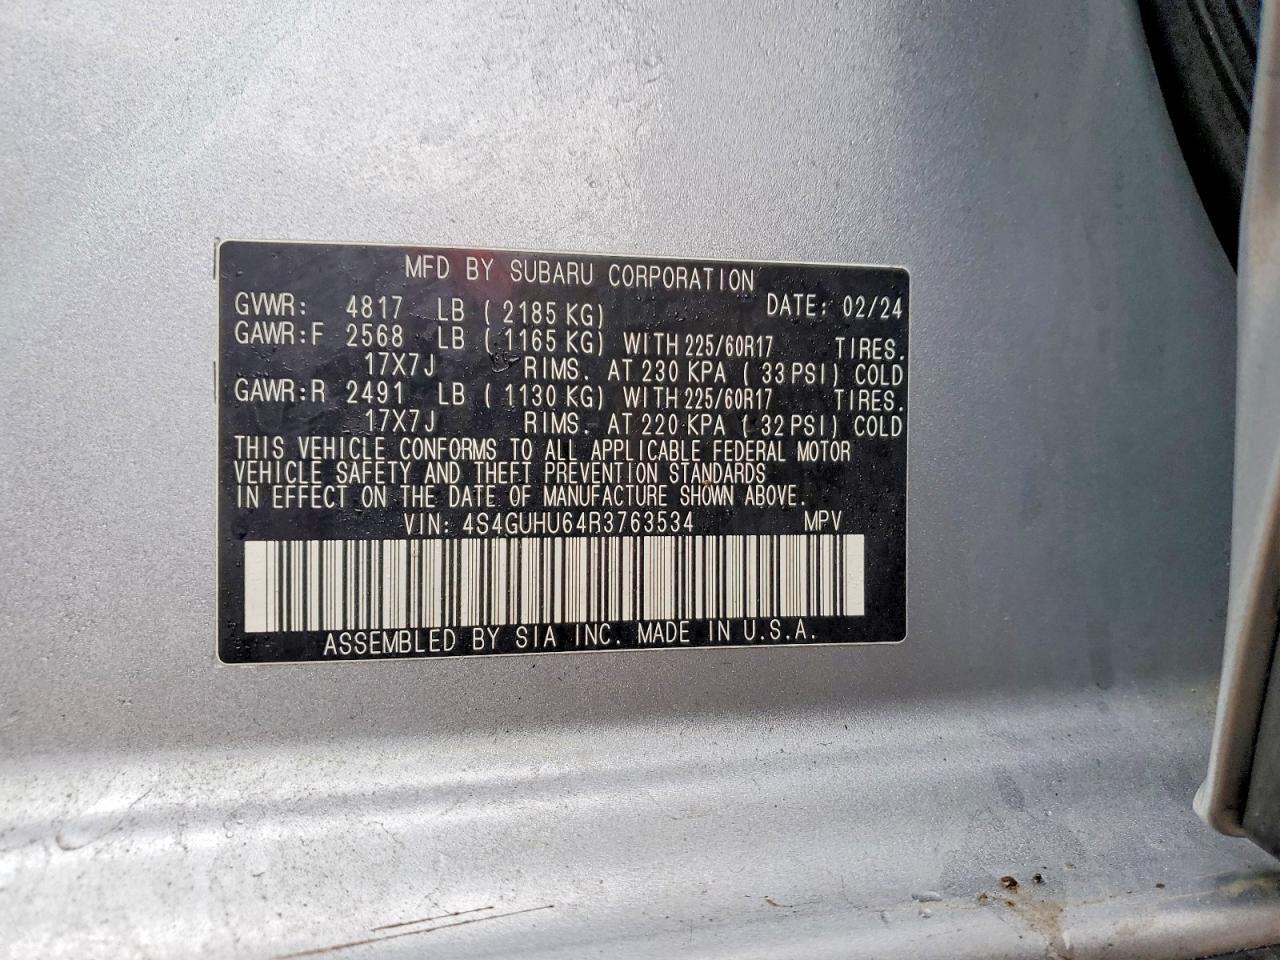 MFD BY SUBARU CORPORATION
GVWR: 4817 LB ( 2185 KG) DATE: 02/24
GAWR:F 2568 LB ( 1165 KG) WITH 225/60R17 TIRES.
17X7J RIMS. AT 230 KPA ( 33 PSI) COLD
GAWR:R 2491 LB ( 1130 KG) WITH 225/60R17 TIRES.
17X7J RIMS. AT 220 KPA ( 32 PSI) COLD
THIS VEHICLE CONFORMS TO ALL APPLICABLE FEDERAL MOTOR
VEHICLE SAFETY AND THEFT PREVENTION STANDARDS
IN EFFECT ON THE DATE OF MANUFACTURE SHOWN ABOVE.
VIN: 4S4GUHU64R3763534 MPV
ASSEMBLED BY SIA INC. MADE IN U.S.A.